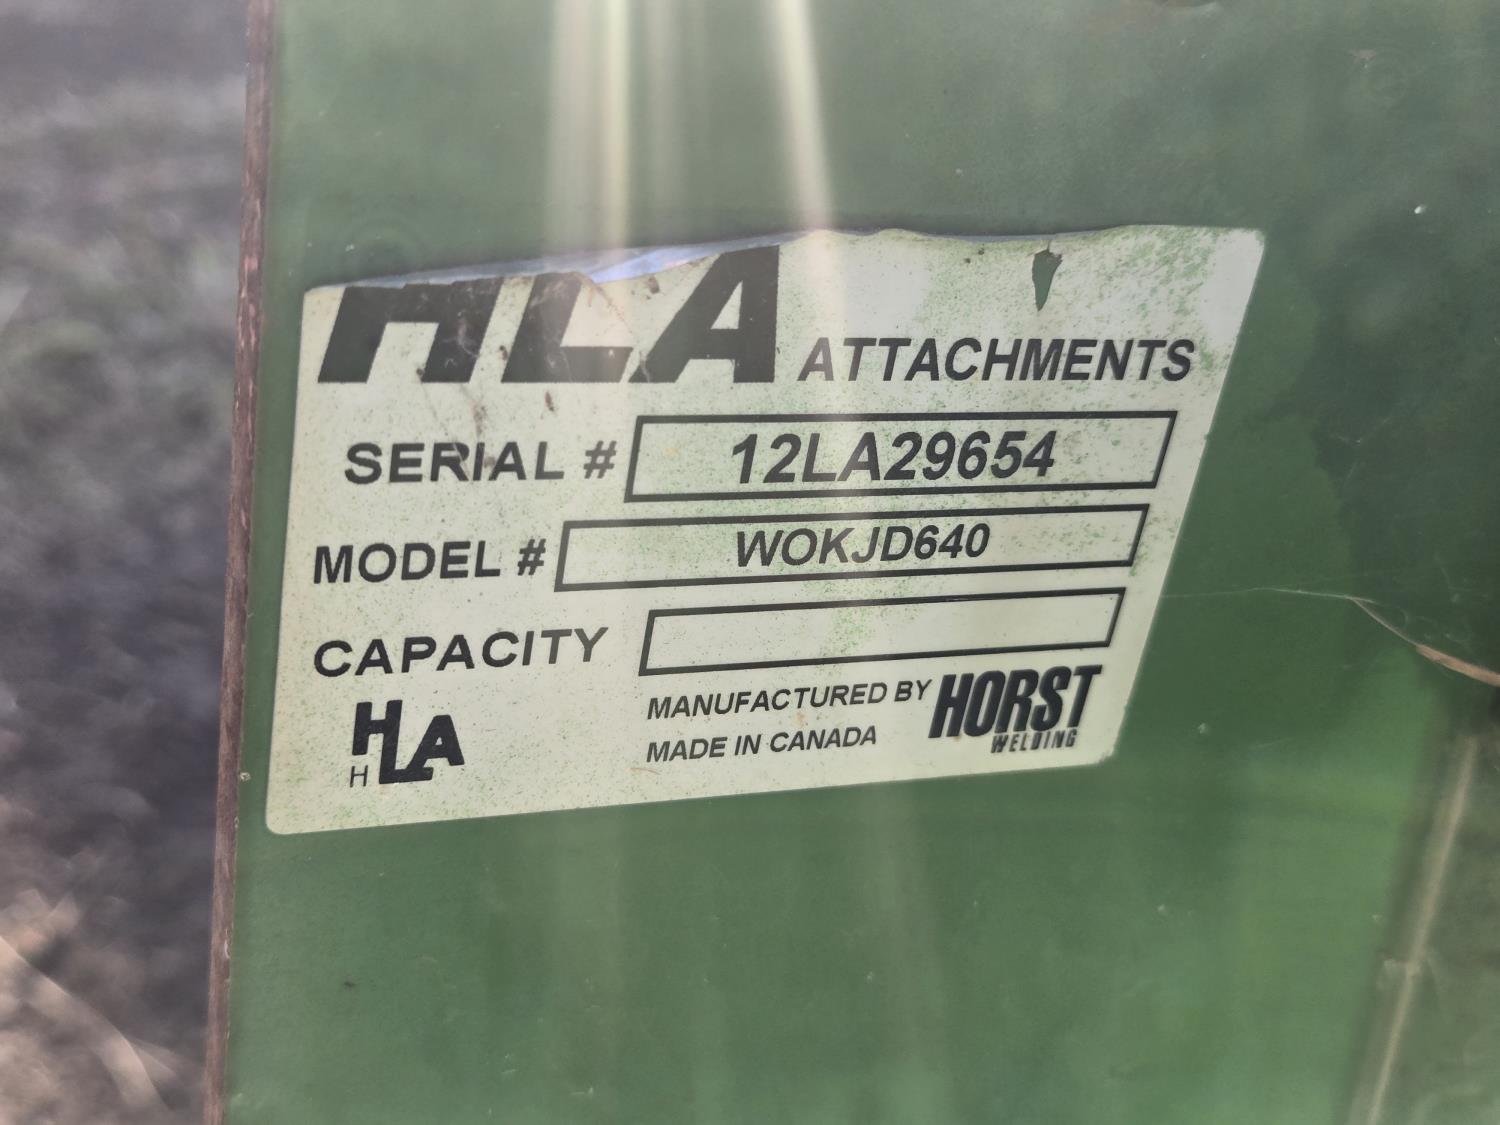 HLA ATTACHMENTS
SERIAL # 12LA29654
MODEL # WOKJD640
CAPACITY
HLA
H
MANUFACTURED BY HORST
WELDING
MADE IN CANADA